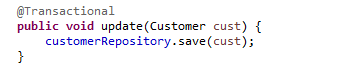 @Transactional
public void update(Customer cust) {
    customerRepository.save(cust);
}